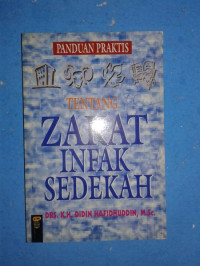 PANDUAN PRAKTIS
TENTANG
ZAKAT
INFAK
SEDEKAH
DRS. K.H. DIDIN HAFIDHUDDIN, M.Sc.